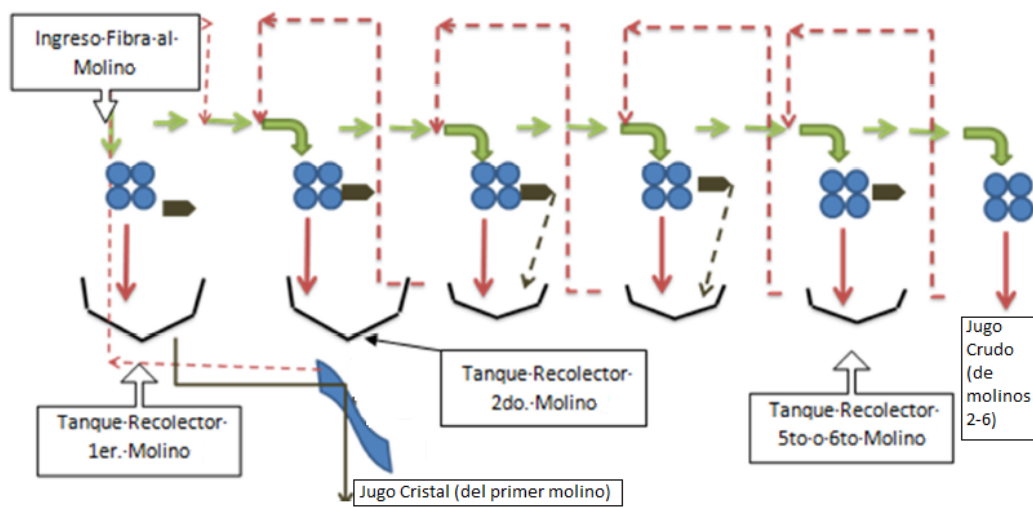 Ingreso·Fibra·al·
Molino
Tanque·Recolector·
1er.·Molino
Tanque·Recolector·
2do.·Molino
Jugo Cristal (del primer molino)
Tanque·Recolector·
5to·o·6to·Molino
Jugo
Crudo
(de
molinos
2-6)